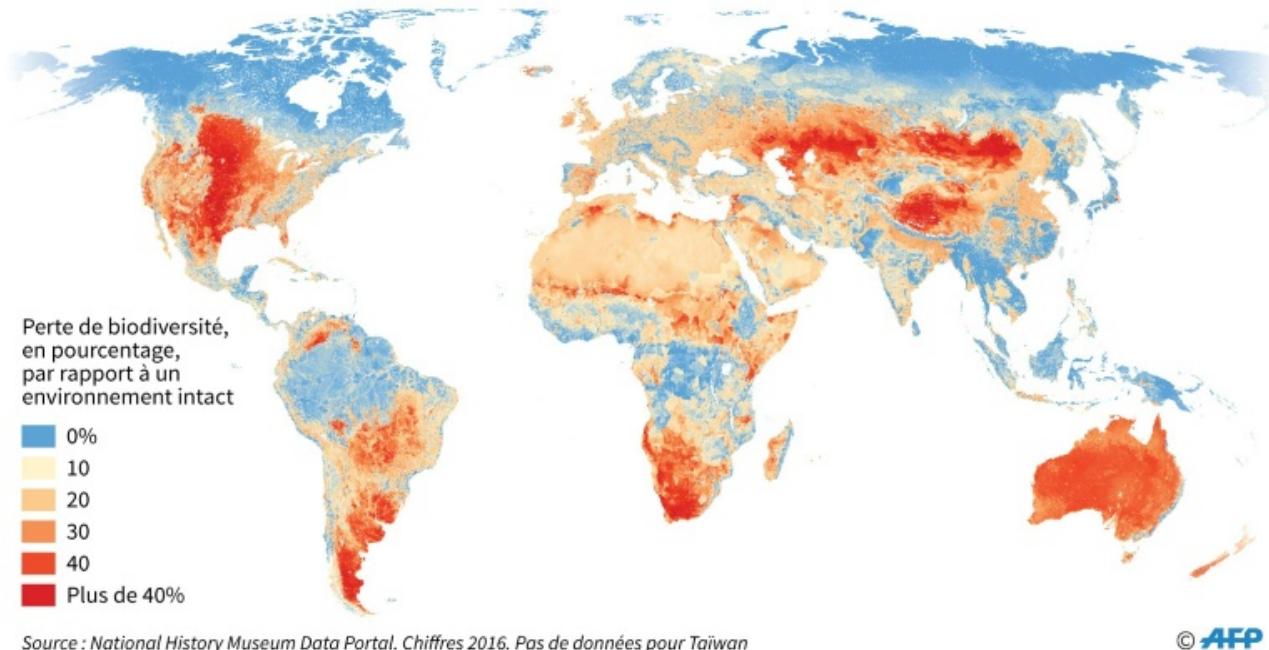 Perte de biodiversité,
en pourcentage,
par rapport à un
environnement intact
0%
10
20
30
40
Plus de 40%
Source : National History Museum Data Portal. Chiffres 2016. Pas de données pour Taïwan
© AFP